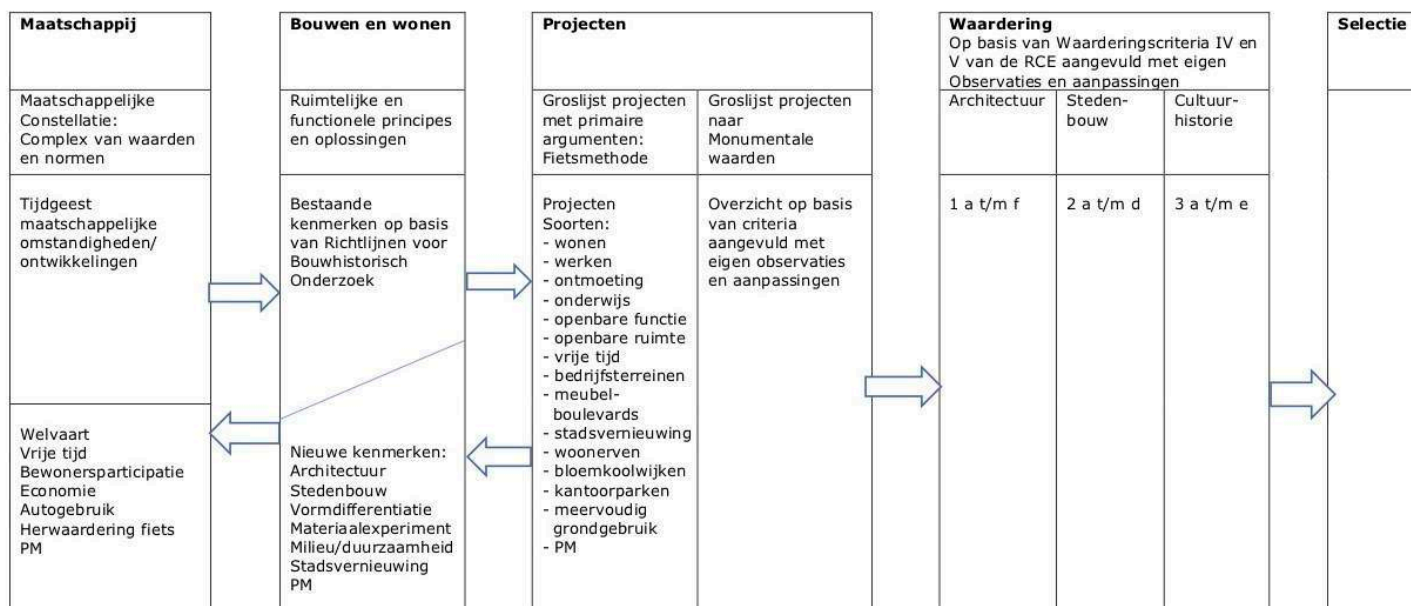 Maatschappij
Maatschappelijke
Constellatie:
Complex van waarden
en normen
Tijdgeest
maatschappelijke
omstandigheden/
ontwikkelingen
Welvaart
Vrije tijd
Bewonersparticipatie
Economie
Autogebruik
Herwaardering fiets
PM
Bouwen en wonen
Ruimtelijke en
functionele principes
en oplossingen
Bestaande
kenmerken op basis
van Richtlijnen voor
Bouwhistorisch
Onderzoek
Nieuwe kenmerken:
Architectuur
Stedenbouw
Vormdifferentiatie
Materiaalexperiment
Milieu/duurzaamheid
Stadsvernieuwing
PM
Projecten
Groslijst projecten
met primaire
argumenten:
Fietsmethode
Projecten
Soorten:
- wonen
- werken
- ontmoeting
- onderwijs
- openbare functie
- openbare ruimte
- vrije tijd
- bedrijfsterreinen
- meubel-
boulevards
- stadsvernieuwing
- woonerven
- bloemkoolwijken
- kantoorparken
- meervoudig
grondgebruik
- PM
Groslijst projecten
naar
Monumentale
waarden
Overzicht op basis
van criteria
aangevuld met
eigen observaties
en aanpassingen
Waardering
Op basis van Waarderingscriteria IV en
V van de RCE aangevuld met eigen
Observaties en aanpassingen
Architectuur
1 a t/m f
Steden-
bouw
2 a t/m d
Cultuur-
historie
3 a t/m e
Selectie